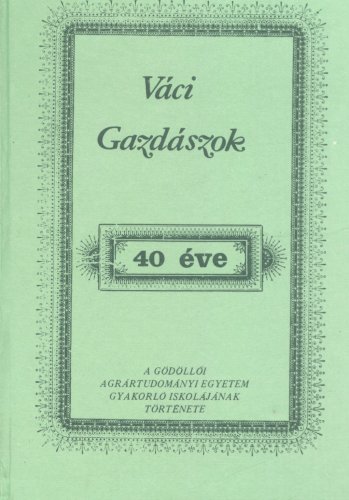 Váci
Gazdászok
40 éve
A GÖDÖLLŐI
AGRÁRTUDOMÁNYI EGYETEM
GYAKORLÓ ISKOLÁJÁNAK
TÖRTÉNETE